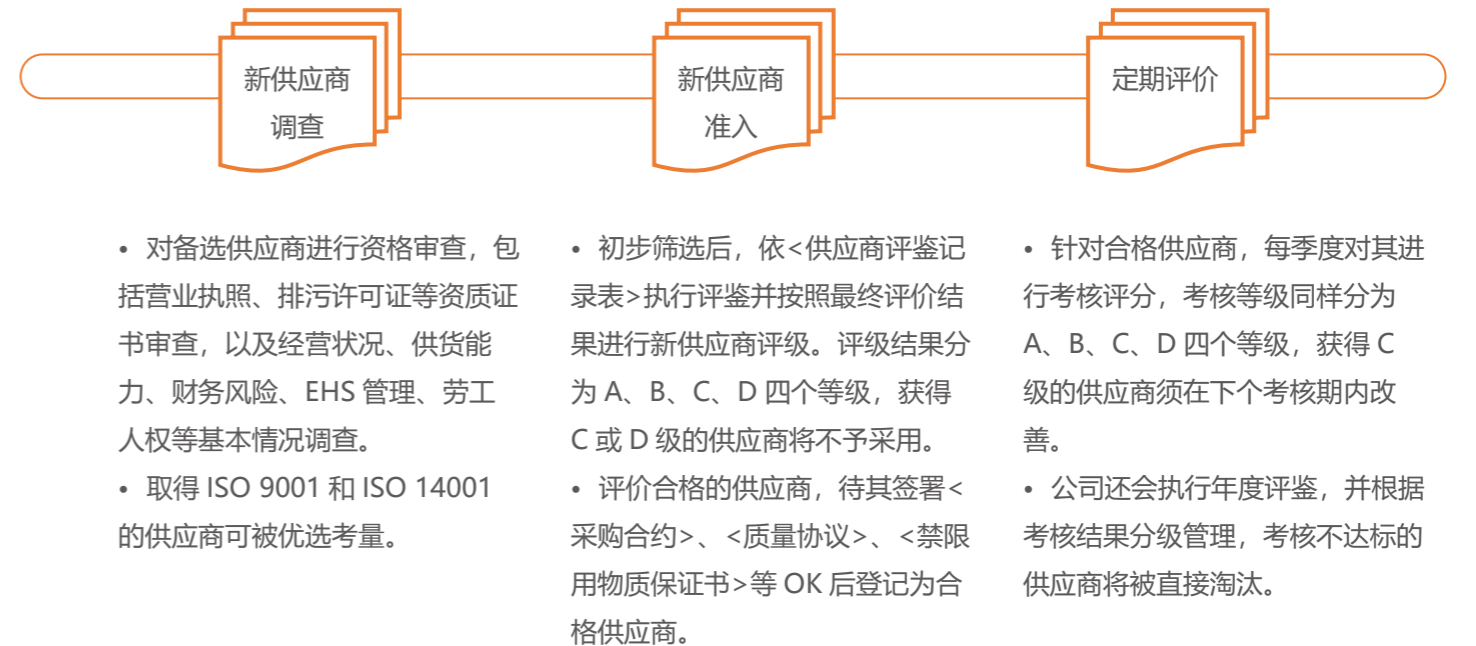 新供应商
调查
新供应商
准入
定期评价
• 对备选供应商进行资格审查，包
括营业执照、排污许可证等资质证
书审查，以及经营状况、供货能
力、财务风险、EHS 管理、劳工
人权等基本情况调查。
• 取得 ISO 9001 和 ISO 14001
的供应商可被优选考量。
• 初步筛选后，依<供应商评鉴记
录表>执行评鉴并按照最终评价结
果进行新供应商评级。评级结果分
为 A、B、C、D 四个等级，获得
C 或 D 级的供应商将不予采用。
• 评价合格的供应商，待其签署<
采购合约>、<质量协议>、<禁限
用物质保证书>等 OK 后登记为合
格供应商。
• 针对合格供应商，每季度对其进
行考核评分，考核等级同样分为
A、B、C、D 四个等级，获得 C
级的供应商须在下个考核期内改
善。
• 公司还会执行年度评鉴，并根据
考核结果分级管理，考核不达标的
供应商将被直接淘汰。